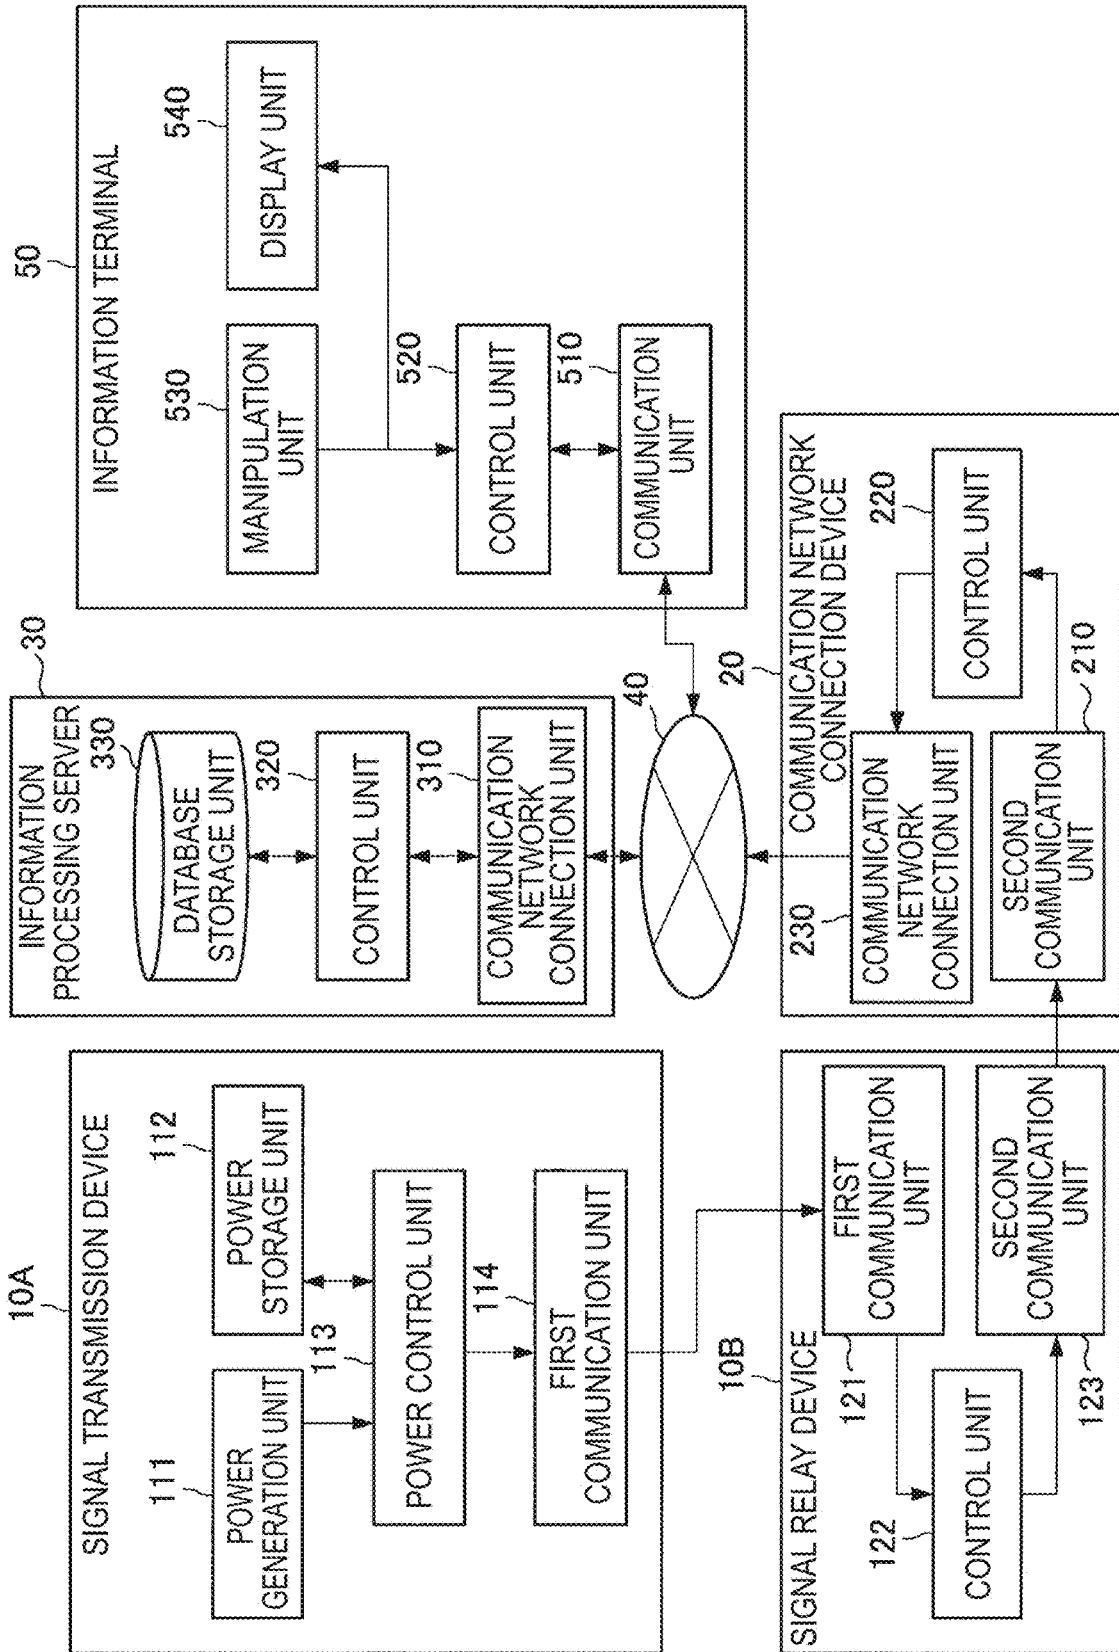 10A
SIGNAL TRANSMISSION DEVICE
111
POWER
GENERATION UNIT
112
POWER
STORAGE UNIT
113
POWER CONTROL UNIT
114
FIRST
COMMUNICATION UNIT
10B
SIGNAL RELAY DEVICE
121
FIRST
COMMUNICATION
UNIT
122
CONTROL UNIT
123
SECOND
COMMUNICATION
UNIT
30
INFORMATION
PROCESSING SERVER
330
DATABASE
STORAGE UNIT
320
CONTROL UNIT
310
COMMUNICATION
NETWORK
CONNECTION UNIT
40
20
COMMUNICATION NETWORK
CONNECTION DEVICE
230
COMMUNICATION
NETWORK
CONNECTION UNIT
220
CONTROL UNIT
210
SECOND
COMMUNICATION
UNIT
50
INFORMATION TERMINAL
530
MANIPULATION
UNIT
540
DISPLAY UNIT
520
CONTROL UNIT
510
COMMUNICATION
UNIT